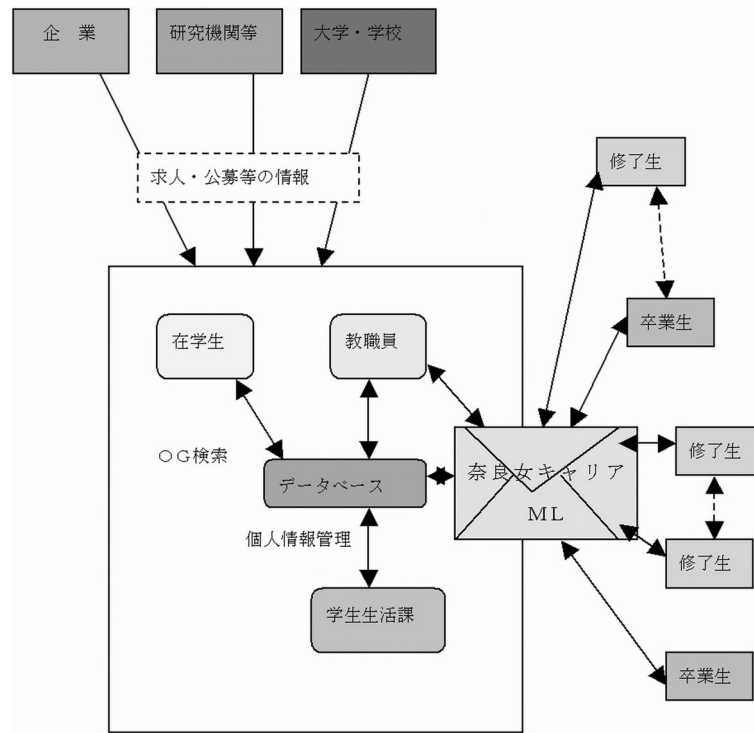 企　業
研究機関等
大学・学校
求人・公募等の情報
修了生
卒業生
在学生
教職員
○G検索
データベース
奈良女キャリア
ML
修了生
個人情報管理
修了生
学生生活課
卒業生